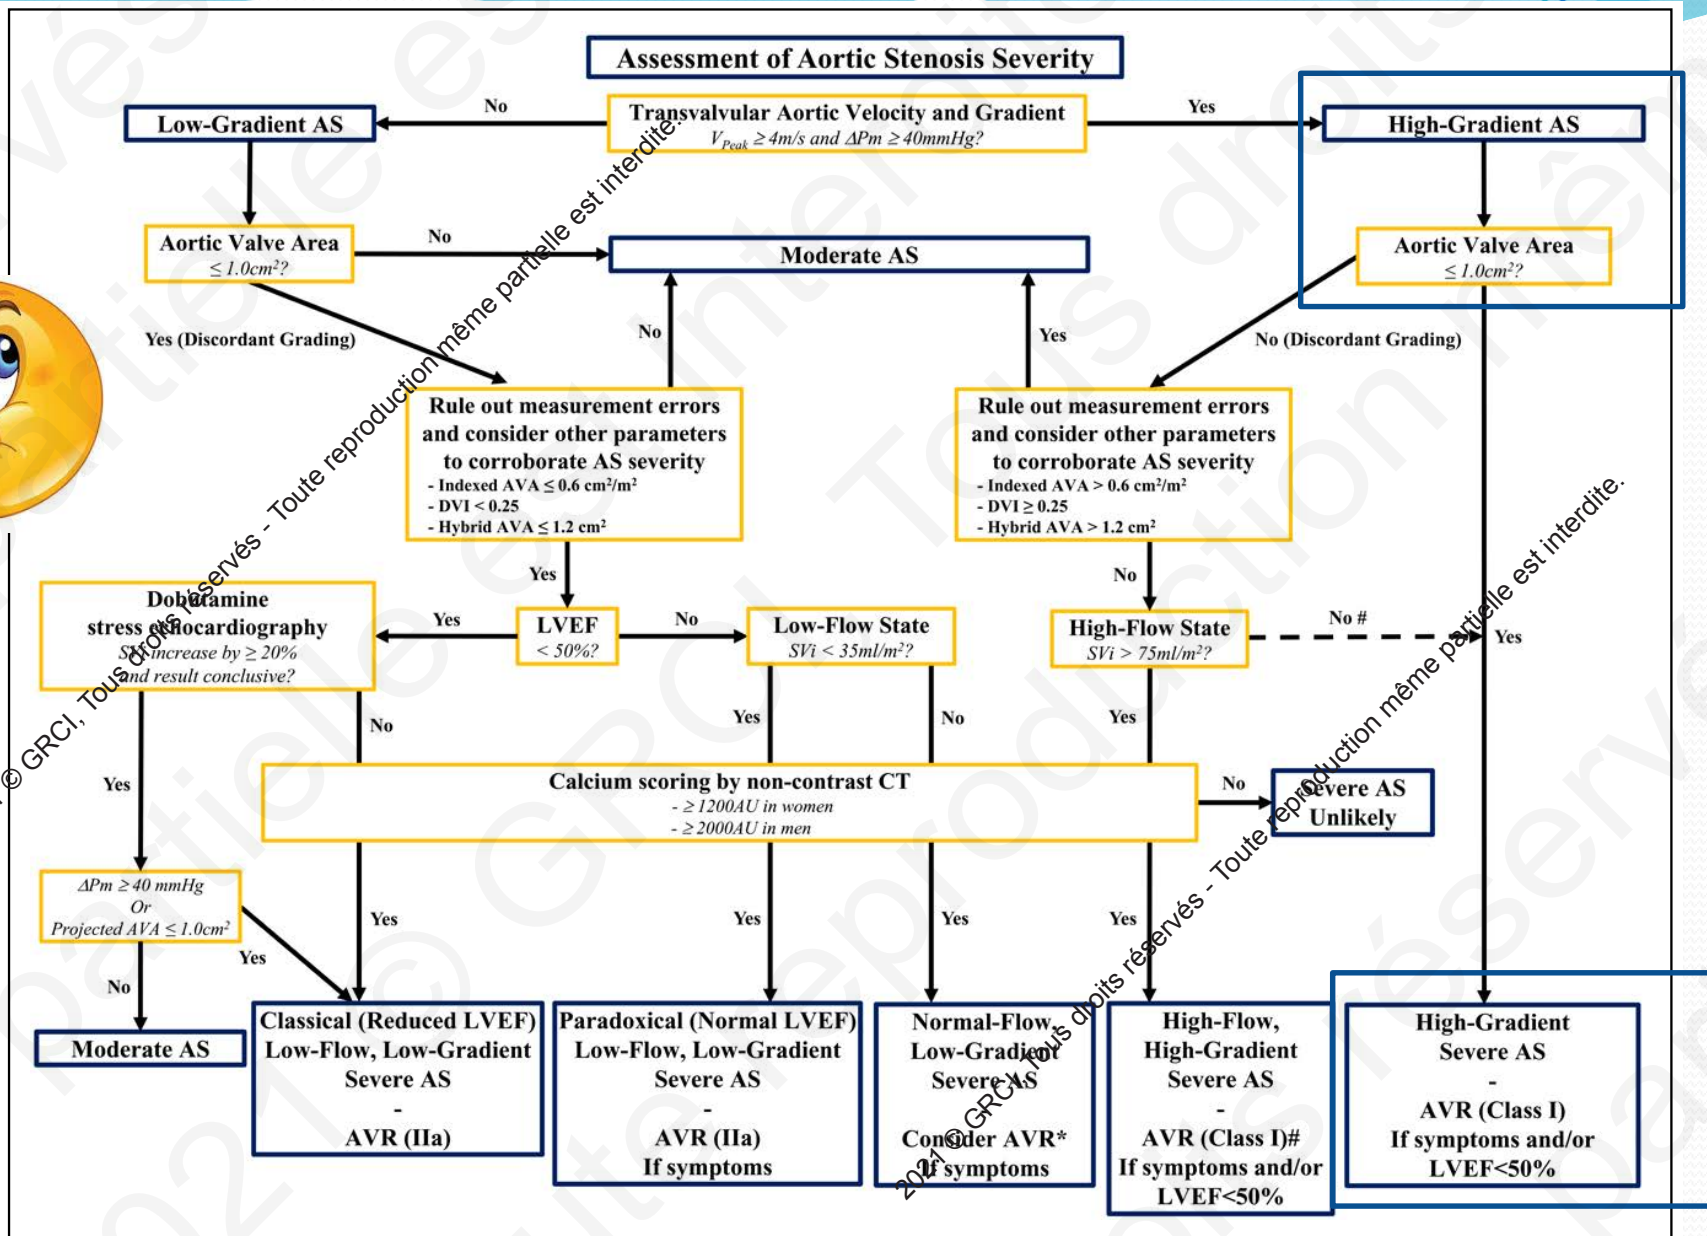 Assessment of Aortic Stenosis Severity
Transvalvular Aortic Velocity and Gradient
V Peak ≥ 4m/s and ΔPm ≥ 40mmHg?
No
Yes
Low-Gradient AS
High-Gradient AS
Aortic Valve Area
≤ 1.0cm²?
No
Moderate AS
Aortic Valve Area
≤ 1.0cm²?
Yes (Discordant Grading)
No
Yes
No (Discordant Grading)
Rule out measurement errors
and consider other parameters
to corroborate AS severity
- Indexed AVA ≤ 0.6 cm²/m²
- DVI < 0.25
- Hybrid AVA ≤ 1.2 cm²
Rule out measurement errors
and consider other parameters
to corroborate AS severity
- Indexed AVA > 0.6 cm²/m²
- DVI ≥ 0.25
- Hybrid AVA > 1.2 cm²
Yes
No
Dobutamine
stress echocardiography
SVi increase by ≥ 20%
and result conclusive?
Yes
LVEF
< 50%?
No
Low-Flow State
SVi < 35ml/m²?
High-Flow State
SVi > 75ml/m²?
No #
Yes
No
Yes
No
Yes
Yes
Calcium scoring by non-contrast CT
- ≥ 1200AU in women
- ≥ 2000AU in men
No
Severe AS
Unlikely
ΔPm ≥ 40 mmHg
Or
Projected AVA ≤ 1.0cm²
Yes
Yes
Yes
Yes
Yes
No
Moderate AS
Classical (Reduced LVEF)
Low-Flow, Low-Gradient
Severe AS
-
AVR (IIa)
Paradoxical (Normal LVEF)
Low-Flow, Low-Gradient
Severe AS
-
AVR (IIa)
If symptoms
Normal-Flow,
Low-Gradient
Severe AS
Consider AVR*
If symptoms
High-Flow,
High-Gradient
Severe AS
-
AVR (Class I)#
If symptoms and/or
LVEF<50%
High-Gradient
Severe AS
-
AVR (Class I)
If symptoms and/or
LVEF<50%
© GRCI, Tous droits réservés - Toute reproduction même partielle est interdite.
2021 © GRCI, Tous droits réservés - Toute reproduction même partielle est interdite.